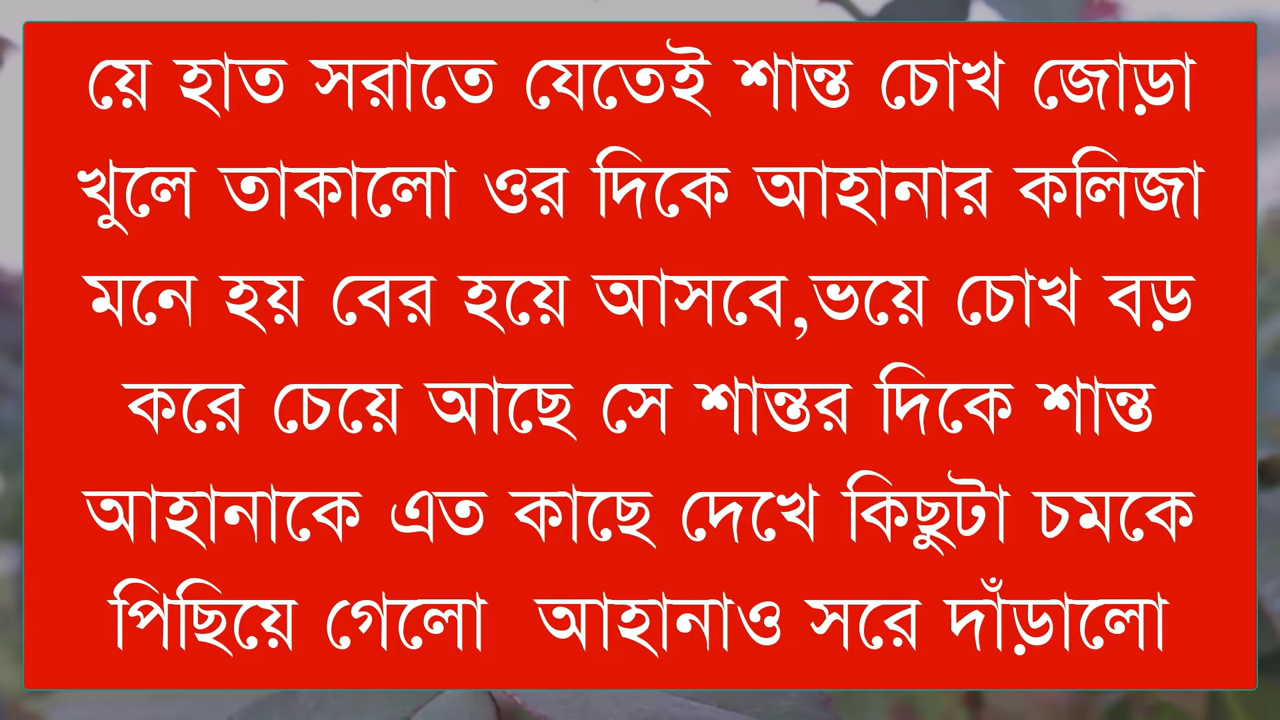 য়ে হাত সরাতে যেতেই শান্ত চোখ জোড়া
খুলে তাকালো ওর দিকে আহানার কলিজা
মনে হয় বের হয়ে আসবে,ভয়ে চোখ বড়
করে চেয়ে আছে সে শান্তর দিকে শান্ত
আহানাকে এত কাছে দেখে কিছুটা চমকে
পিছিয়ে গেলো আহানাও সরে দাঁড়ালো